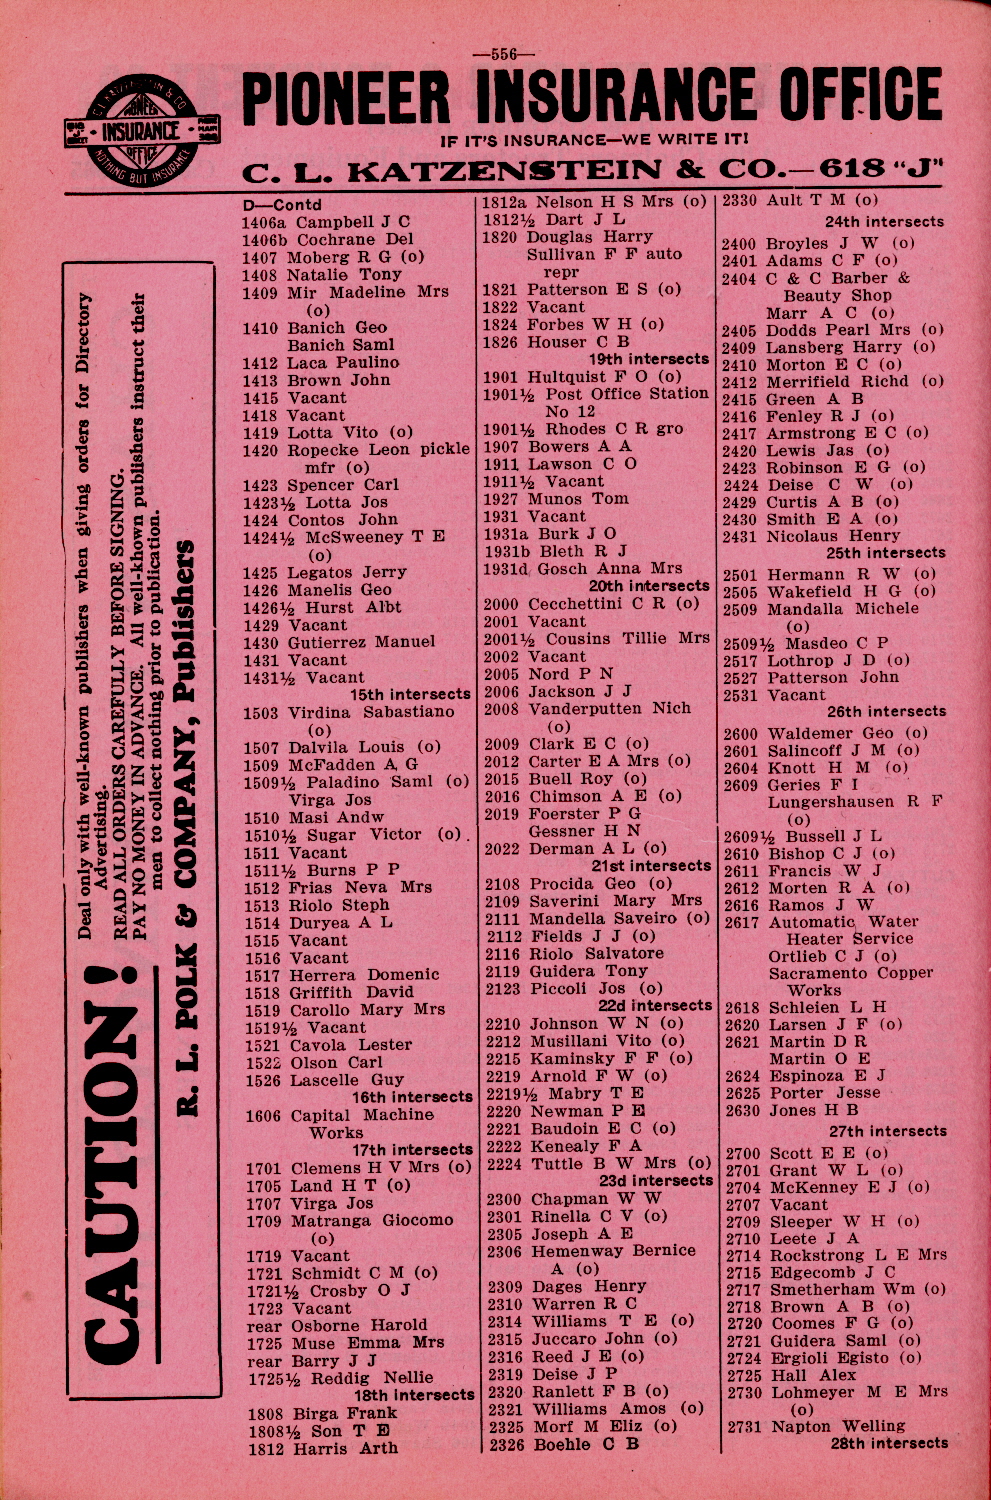 —556—
C. L. KATZENSTEIN & CO
PIONEER
618 J STREET
INSURANCE
PHONE MAIN
OFFICE
NOTHING BUT INSURANCE
PIONEER INSURANCE OFFICE
IF IT'S INSURANCE—WE WRITE IT!
C. L. KATZENSTEIN & CO.—618 "J"
CAUTION!
Deal only with well-known publishers when giving orders for Directory
Advertising.
READ ALL ORDERS CAREFULLY BEFORE SIGNING.
PAY NO MONEY IN ADVANCE. All well-known publishers instruct their
men to collect nothing prior to publication.
R. L. POLK & COMPANY, Publishers
D—Contd
1406a Campbell J C
1406b Cochrane Del
1407 Moberg R G (o)
1408 Natalie Tony
1409 Mir Madeline Mrs
(o)
1410 Banich Geo
Banich Saml
1412 Laca Paulino
1413 Brown John
1415 Vacant
1418 Vacant
1419 Lotta Vito (o)
1420 Ropecke Leon pickle
mfr (o)
1423 Spencer Carl
1423½ Lotta Jos
1424 Contos John
1424½ McSweeney T E
(o)
1425 Legatos Jerry
1426 Manelis Geo
1426½ Hurst Albt
1429 Vacant
1430 Gutierrez Manuel
1431 Vacant
1431½ Vacant
15th intersects
1503 Virdina Sabastiano
(o)
1507 Dalvila Louis (o)
1509 McFadden A G
1509½ Paladino Saml (o)
Virga Jos
1510 Masi Andw
1510½ Sugar Victor (o)
1511 Vacant
1511½ Burns P P
1512 Frias Neva Mrs
1513 Riolo Steph
1514 Duryea A L
1515 Vacant
1516 Vacant
1517 Herrera Domenic
1518 Griffith David
1519 Carollo Mary Mrs
1519½ Vacant
1521 Cavola Lester
1522 Olson Carl
1526 Lascelle Guy
16th intersects
1606 Capital Machine
Works
17th intersects
1701 Clemens H V Mrs (o)
1705 Land H T (o)
1707 Virga Jos
1709 Matranga Giocomo
(o)
1719 Vacant
1721 Schmidt C M (o)
1721½ Crosby O J
1723 Vacant
rear Osborne Harold
1725 Muse Emma Mrs
rear Barry J J
1725½ Reddig Nellie
18th intersects
1808 Birga Frank
1808½ Son T E
1812 Harris Arth
1812a Nelson H S Mrs (o)
1812½ Dart J L
1820 Douglas Harry
Sullivan F F auto
repr
1821 Patterson E S (o)
1822 Vacant
1824 Forbes W H (o)
1826 Houser C B
19th intersects
1901 Hultquist F O (o)
1901½ Post Office Station
No 12
1901½ Rhodes C R gro
1907 Bowers A A
1911 Lawson C O
1911½ Vacant
1927 Munos Tom
1931 Vacant
1931a Burk J O
1931b Bleth R J
1931d Gosch Anna Mrs
20th intersects
2000 Cecchettini C R (o)
2001 Vacant
2001½ Cousins Tillie Mrs
2002 Vacant
2005 Nord P N
2006 Jackson J J
2008 Vanderputten Nich
(o)
2009 Clark E C (o)
2012 Carter E A Mrs (o)
2015 Buell Roy (o)
2016 Chimson A E (o)
2019 Foerster P G
Gessner H N
2022 Derman A L (o)
21st intersects
2108 Procida Geo (o)
2109 Saverini Mary Mrs
2111 Mandella Saveiro (o)
2112 Fields J J (o)
2116 Riolo Salvatore
2119 Guidera Tony
2123 Piccoli Jos (o)
22d intersects
2210 Johnson W N (o)
2212 Musillani Vito (o)
2215 Kaminsky F F (o)
2219 Arnold F W (o)
2219½ Mabry T E
2220 Newman P E
2221 Baudoin E C (o)
2222 Kenealy F A
2224 Tuttle B W Mrs (o)
23d intersects
2300 Chapman W W
2301 Rinella C V (o)
2305 Joseph A E
2306 Hemenway Bernice
A (o)
2309 Dages Henry
2310 Warren R C
2314 Williams T E (o)
2315 Juccaro John (o)
2316 Reed J E (o)
2319 Deise J P
2320 Ranlett F B (o)
2321 Williams Amos (o)
2325 Morf M Eliz (o)
2326 Boehle C B
2330 Ault T M (o)
24th intersects
2400 Broyles J W (o)
2401 Adams C F (o)
2404 C & C Barber &
Beauty Shop
Marr A C (o)
2405 Dodds Pearl Mrs (o)
2409 Lansberg Harry (o)
2410 Morton E C (o)
2412 Merrifield Richd (o)
2415 Green A B
2416 Fenley R J (o)
2417 Armstrong E C (o)
2420 Lewis Jas (o)
2423 Robinson E G (o)
2424 Deise C W (o)
2429 Curtis A B (o)
2430 Smith E A (o)
2431 Nicolaus Henry
25th intersects
2501 Hermann R W (o)
2505 Wakefield H G (o)
2509 Mandalla Michele
(o)
2509½ Masdeo C P
2517 Lothrop J D (o)
2527 Patterson John
2531 Vacant
26th intersects
2600 Waldemer Geo (o)
2601 Salincoff J M (o)
2604 Knott H M (o)
2609 Geries F I
Lungershausen R F
(o)
2609½ Bussell J L
2610 Bishop C J (o)
2611 Francis W J
2612 Morten R A (o)
2616 Ramos J W
2617 Automatic Water
Heater Service
Ortlieb C J (o)
Sacramento Copper
Works
2618 Schleien L H
2620 Larsen J F (o)
2621 Martin D R
Martin O E
2624 Espinoza E J
2625 Porter Jesse
2630 Jones H B
27th intersects
2700 Scott E E (o)
2701 Grant W L (o)
2704 McKenney E J (o)
2707 Vacant
2709 Sleeper W H (o)
2710 Leete J A
2714 Rockstrong L E Mrs
2715 Edgecomb J C
2717 Smetherham Wm (o)
2718 Brown A B (o)
2720 Coomes F G (o)
2721 Guidera Saml (o)
2724 Ergioli Egisto (o)
2725 Hall Alex
2730 Lohmeyer M E Mrs
(o)
2731 Napton Welling
28th intersects